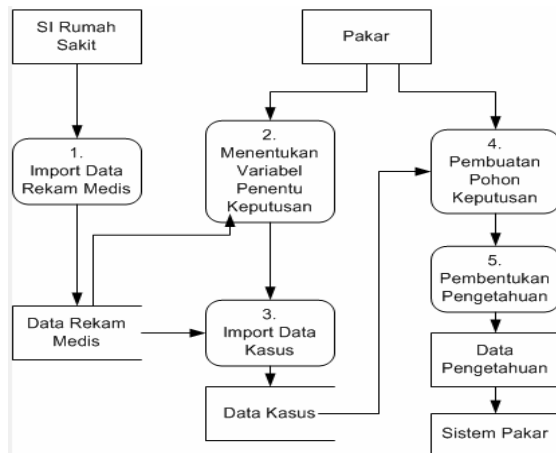 SI Rumah
Sakit
Pakar
1.
Import Data
Rekam Medis
2.
Menentukan
Variabel
Penentu
Keputusan
4.
Pembuatan
Pohon
Keputusan
5.
Pembentukan
Pengetahuan
Data Rekam
Medis
3.
Import Data
Kasus
Data
Pengetahuan
Data Kasus
Sistem Pakar